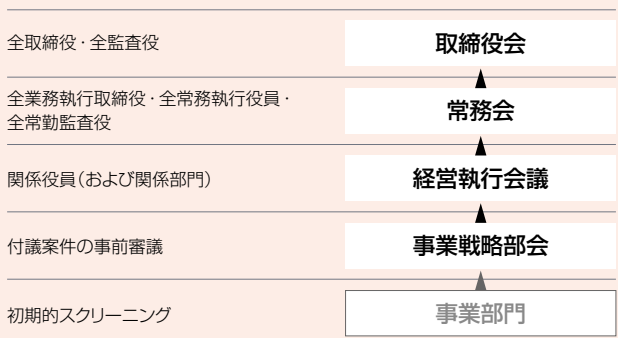 全取締役・全監査役
取締役会
全業務執行取締役・全常務執行役員・
全常勤監査役
常務会
関係役員(および関係部門)
経営執行会議
付議案件の事前審議
事業戦略部会
初期的スクリーニング
事業部門